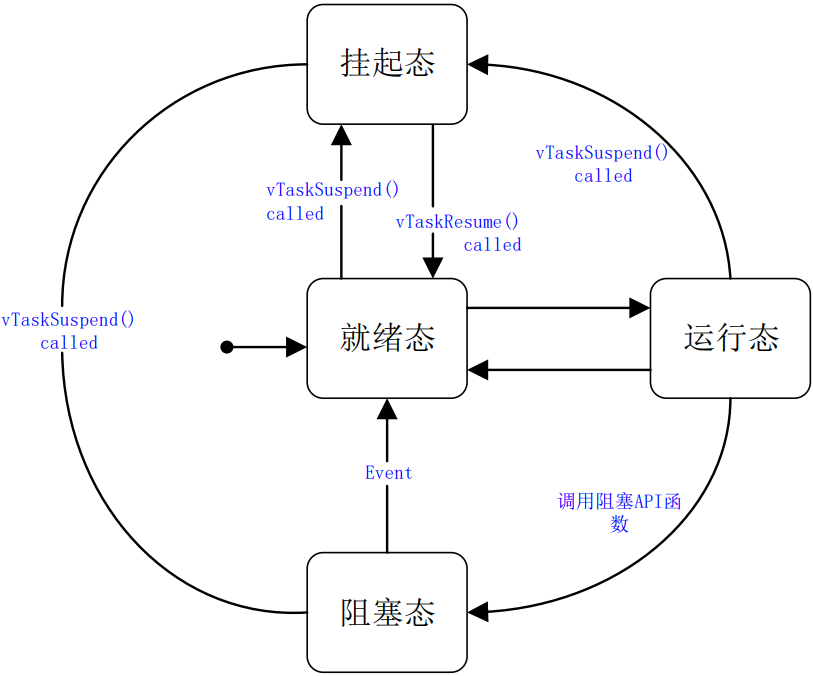 挂起态
vTaskSuspend()
called
vTaskSuspend()
called
vTaskResume()
called
vTaskSuspend()
called
就绪态
运行态
Event
调用阻塞API函
数
阻塞态